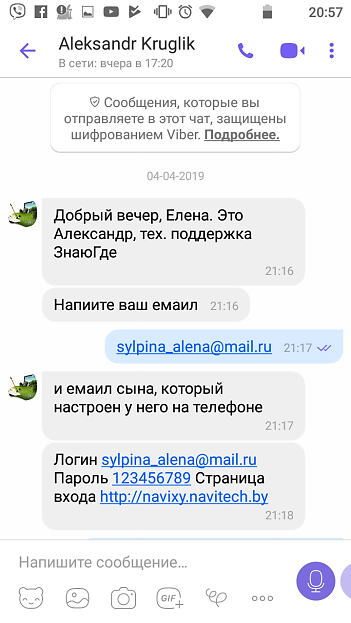 20:57
Aleksandr Kruglik
В сети: вчера в 17:20
Сообщения, которые вы
отправляете в этот чат, защищены
шифрованием Viber. Подробнее.
04-04-2019
Добрый вечер, Елена. Это
Александр, тех. поддержка
ЗнаюГде
21:16
Напиите ваш емаил 21:16
sylpina_alena@mail.ru 21:17
и емаил сына, который
настроен у него на телефоне
21:17
Логин sylpina_alena@mail.ru
Пароль 123456789 Страница
входа http://navixy.navitech.by
21:18
Напишите сообщение...
GIF